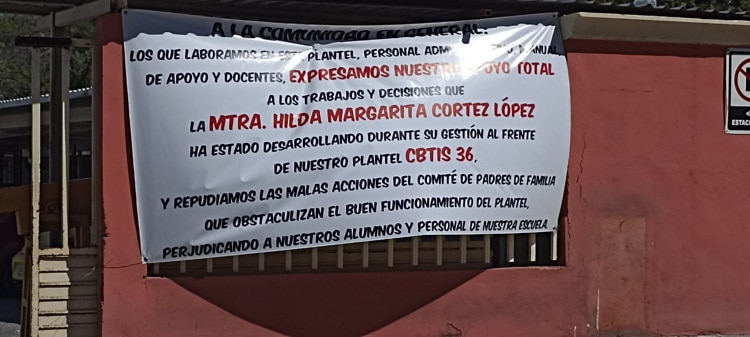 A LA COMUNIDAD EN GENERAL:
LOS QUE LABORAMOS EN ESTE PLANTEL, PERSONAL
DE APOYO Y DOCENTES, EXPRESAMOS NUESTRO APOYO TOTAL
A LOS TRABAJOS Y DECISIONES QUE
LA MTRA. HILDA MARGARITA CORTEZ LÓPEZ
HA ESTADO DESARROLLANDO DURANTE SU GESTIÓN AL FRENTE
DE NUESTRO PLANTEL CBTIS 36,
Y REPUDIAMOS LAS MALAS ACCIONES DEL COMITÉ DE PADRES DE FAMILIA
QUE OBSTACULIZAN EL BUEN FUNCIONAMIENTO DEL PLANTEL,
PERJUDICANDO A NUESTROS ALUMNOS Y PERSONAL DE NUESTRA ESCUELA.